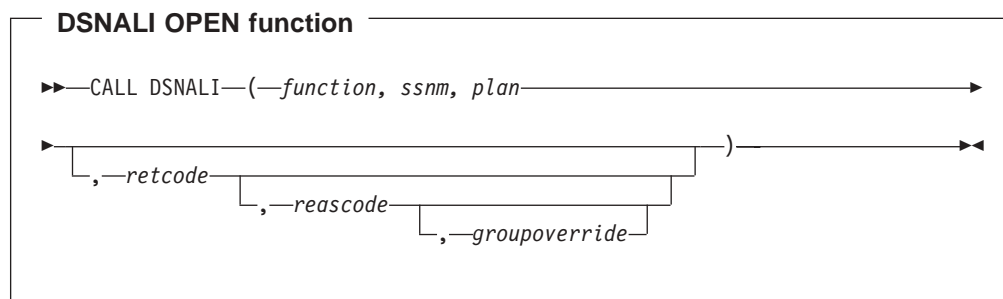 DSNALI OPEN function
CALL DSNALI ( function, ssnm, plan
)
, retcode
, reascode
, groupoverride